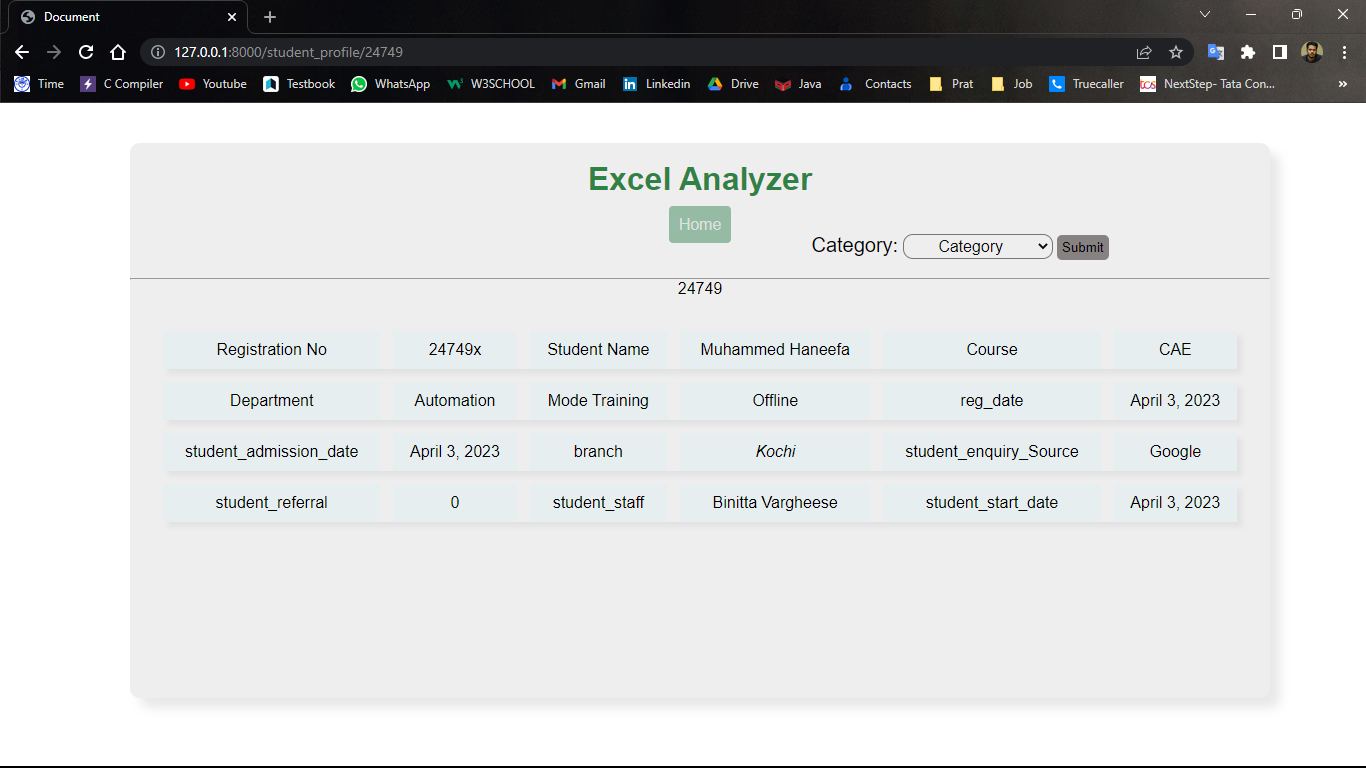 Document
127.0.0.1:8000/student_profile/24749
Time C Compiler Youtube Testbook WhatsApp W3SCHOOL Gmail Linkedin Drive Java Contacts Prat Job Truecaller NextStep- Tata Con...
Excel Analyzer
Home
Category: Category Submit
24749
Registration No 24749x Student Name Muhammed Haneefa Course CAE
Department Automation Mode Training Offline reg_date April 3, 2023
student_admission_date April 3, 2023 branch Kochi student_enquiry_Source Google
student_referral 0 student_staff Binitta Vargheese student_start_date April 3, 2023